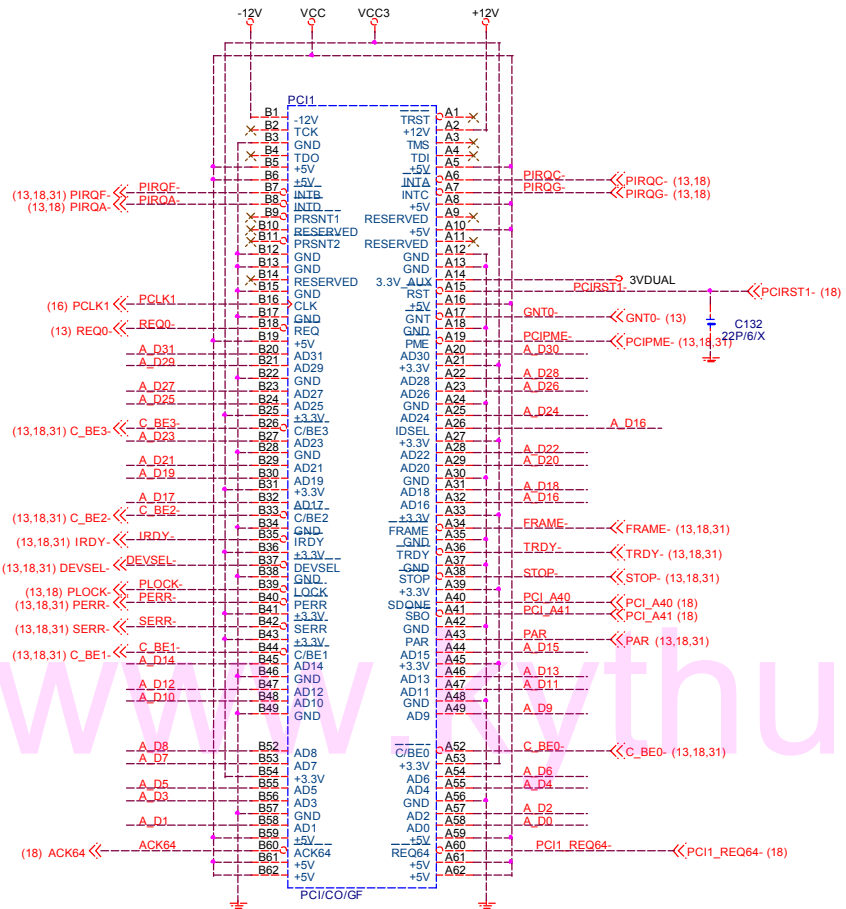 -12V VCC VCC3 +12V
PCI1
B1 -12V TRST A1
B2 TCK +12V A2
B3 GND TMS A3
B4 TDO TDI A4
B5 +5V +5V A5
B6 +5V INTA A6 PIRQC- PIRQC- (13,18)
(13,18,31) PIRQF- PIRQF- B7 INTB INTC A7 PIRQG- PIRQG- (13,18)
(13,18) PIRQA- PIRQA- B8 INTD +5V A8
B9 PRSNT1 RESERVED A9
B10 RESERVED +5V A10
B11 PRSNT2 RESERVED A11
B12 GND GND A12
B13 GND GND A13
B14 RESERVED 3.3V_AUX A14 3VDUAL
B15 GND RST A15 PCIRST1- PCIRST1- (18)
(16) PCLK1 PCLK1 B16 CLK +5V A16
B17 GND GNT A17 GNT0- GNT0- (13)
(13) REQ0- REQ0- B18 REQ GND A18
C132
22P/6/X
B19 +5V PME A19 PCIPME- PCIPME- (13,18,31)
A_D31 B20 AD31 AD30 A20 A_D30
A_D29 B21 AD29 +3.3V A21
B22 GND AD28 A22 A_D28
A_D27 B23 AD27 AD26 A23 A_D26
A_D25 B24 AD25 GND A24
B25 +3.3V AD24 A25 A_D24
(13,18,31) C_BE3- C_BE3- B26 C/BE3 IDSEL A26 A_D16
A_D23 B27 AD23 +3.3V A27
B28 GND AD22 A28 A_D22
A_D21 B29 AD21 AD20 A29 A_D20
A_D19 B30 AD19 GND A30
B31 +3.3V AD18 A31 A_D18
A_D17 B32 AD17 AD16 A32 A_D16
(13,18,31) C_BE2- C_BE2- B33 C/BE2 +3.3V A33
B34 GND FRAME A34 FRAME- FRAME- (13,18,31)
(13,18,31) IRDY- IRDY- B35 IRDY GND A35
B36 +3.3V TRDY A36 TRDY- TRDY- (13,18,31)
(13,18,31) DEVSEL- DEVSEL- B37 DEVSEL GND A37
B38 GND STOP A38 STOP- STOP- (13,18,31)
(13,18) PLOCK- PLOCK- B39 LOCK +3.3V A39
(13,18,31) PERR- PERR- B40 PERR SDONE A40 PCI_A40 PCI_A40 (18)
B41 +3.3V SBO A41 PCI_A41 PCI_A41 (18)
(13,18,31) SERR- SERR- B42 SERR GND A42
B43 +3.3V PAR A43 PAR PAR (13,18,31)
(13,18,31) C_BE1- C_BE1- B44 C/BE1 AD15 A44 A_D15
A_D14 B45 AD14 +3.3V A45
B46 GND AD13 A46 A_D13
A_D12 B47 AD12 AD11 A47 A_D11
A_D10 B48 AD10 GND A48
B49 GND AD9 A49 A_D9
www.kythu
A_D8 B52 AD8 C/BE0 A52 C_BE0- C_BE0- (13,18,31)
A_D7 B53 AD7 +3.3V A53
B54 +3.3V AD6 A54 A_D6
A_D5 B55 AD5 AD4 A55 A_D4
A_D3 B56 AD3 GND A56
B57 GND AD2 A57 A_D2
A_D1 B58 AD1 AD0 A58 A_D0
B59 +5V +5V A59
(18) ACK64 ACK64 B60 ACK64 REQ64 A60 PCI1_REQ64- PCI1_REQ64- (18)
B61 +5V +5V A61
B62 +5V +5V A62
PCI/CO/GF